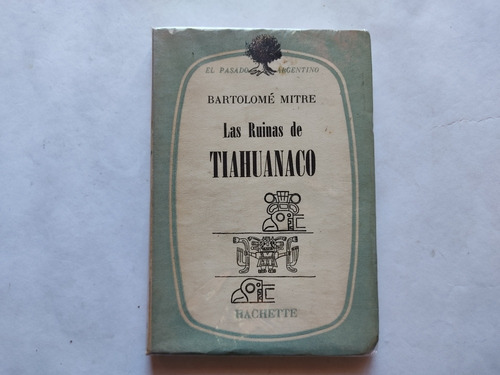 EL PASADO ARGENTINO
BARTOLOMÉ MITRE
Las Ruinas de
TIAHUANACO
HACHETTE